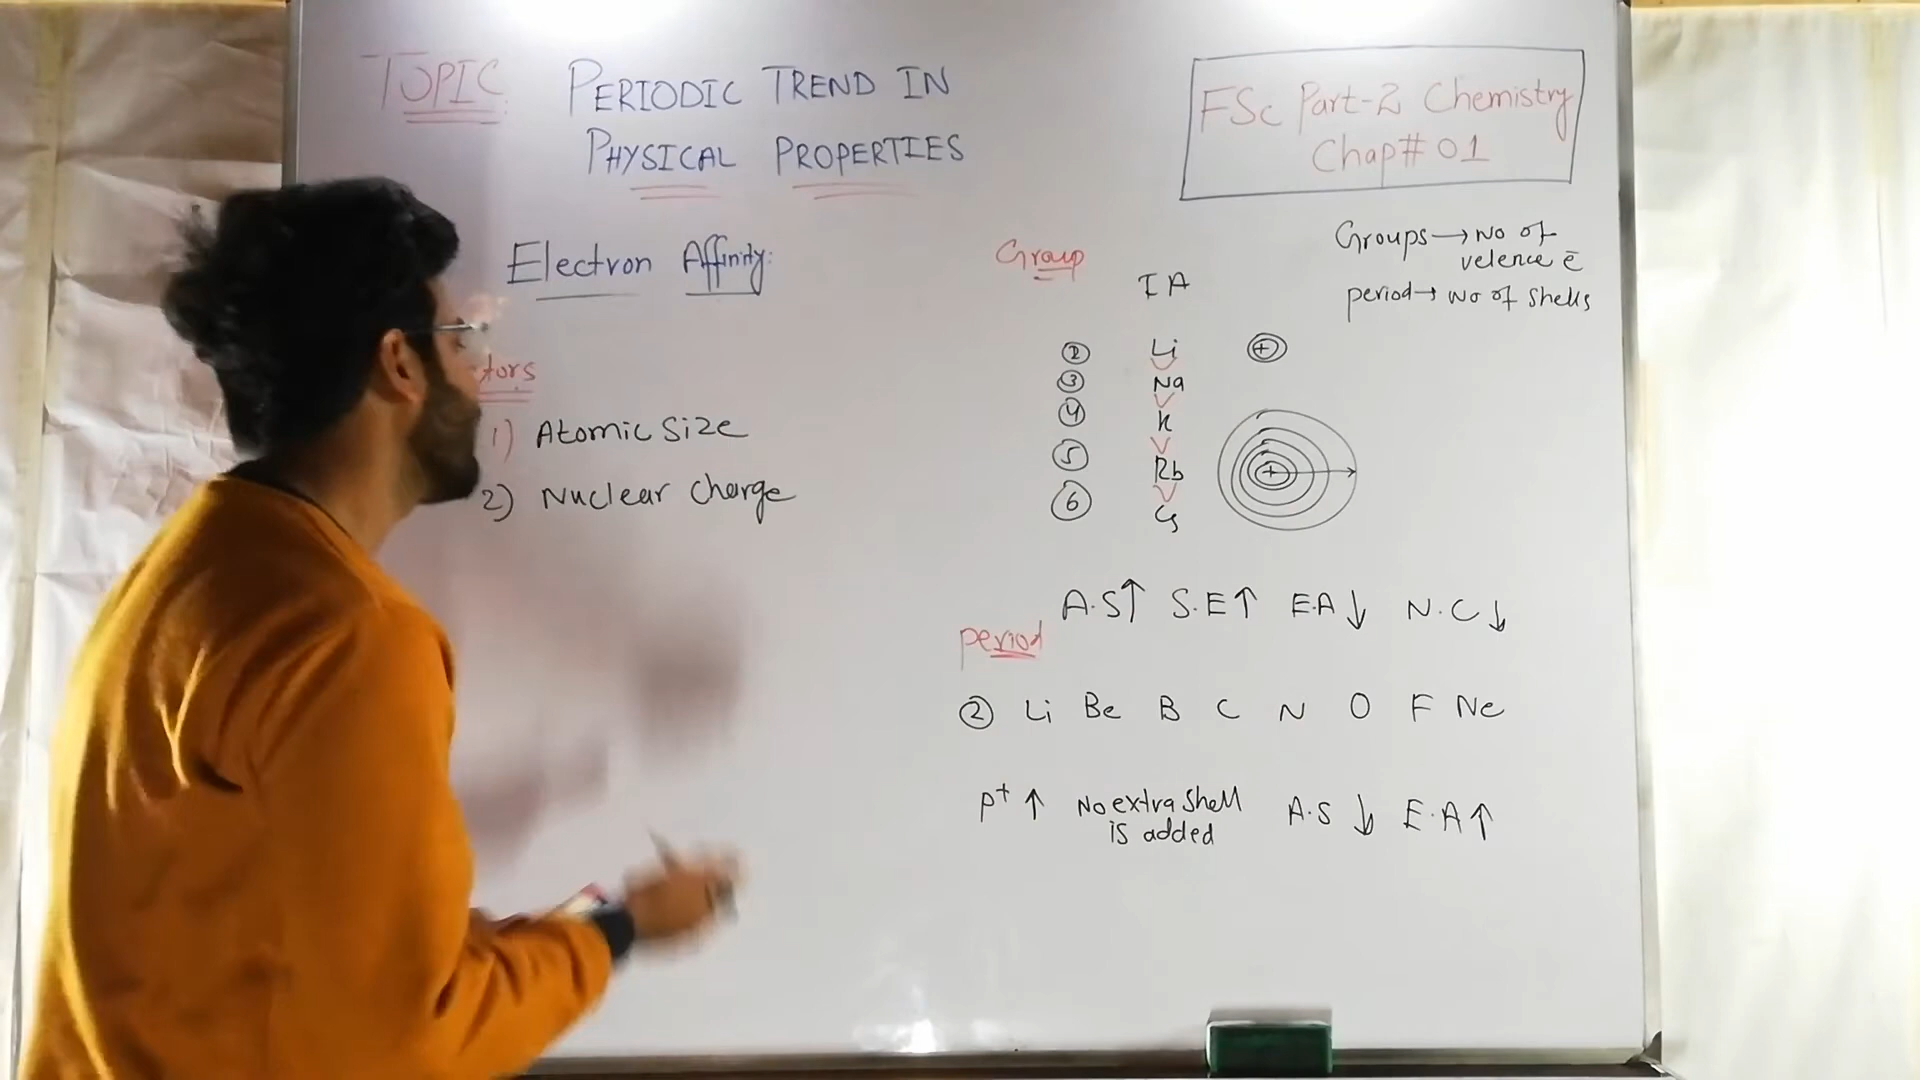 TOPIC: PERIODIC TREND IN
PHYSICAL PROPERTIES
FSc Part-2 Chemistry
Chap# 01
Electron Affinity:
tors
1) Atomic Size
2) Nuclear Charge
Groups → No of
velence ē
period → No of shells
Group
I A
② Li +
③ Na
④ K
⑤ Rb +
⑥ Cs
A.S↑ S.E↑ E.A↓ N.C↓
period
② Li Be B C N O F Ne
P+ ↑ No extra shell
is added
A.S ↓ E.A↑